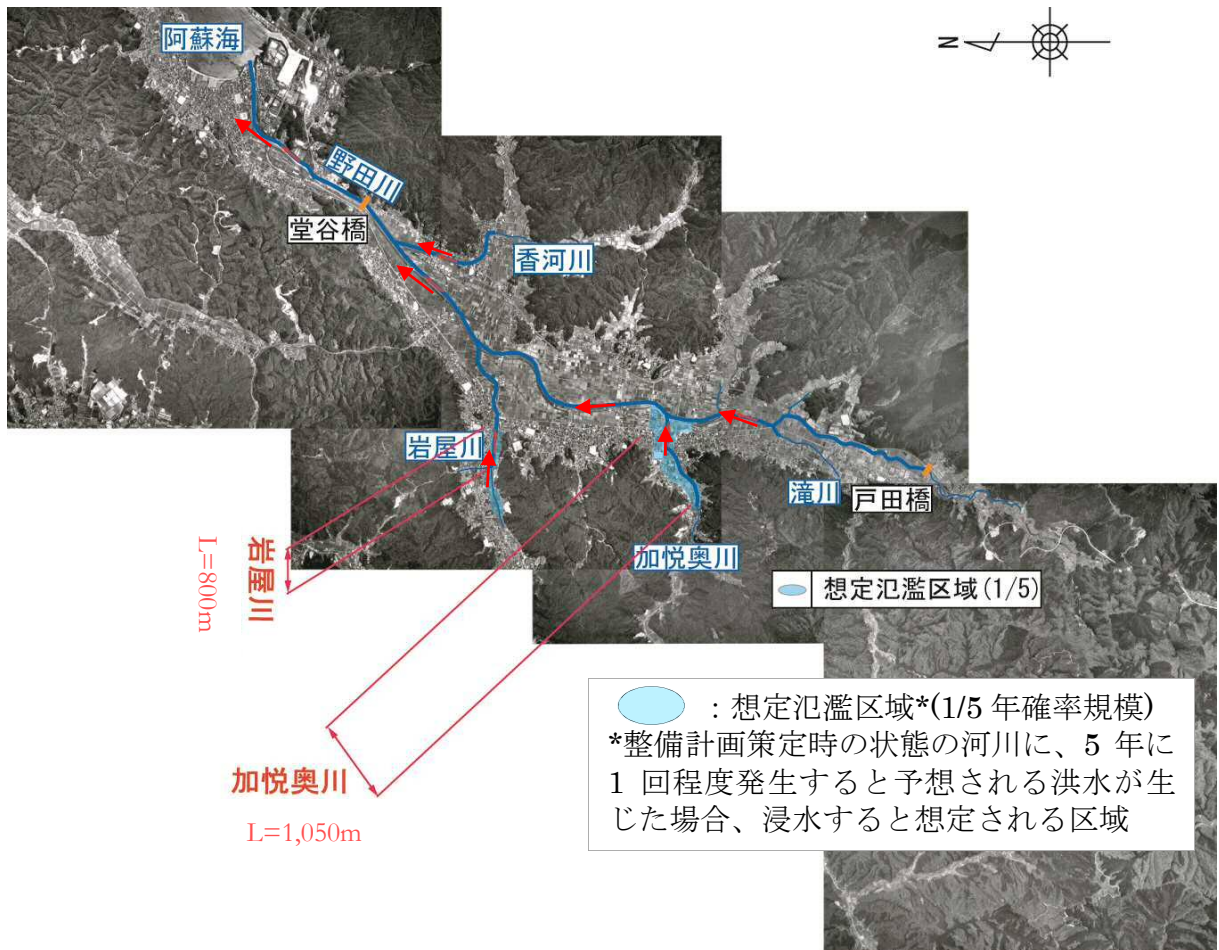 阿蘇海
N
野田川
堂谷橋
香河川
岩屋川
滝川
戸田橋
加悦奥川
想定氾濫区域(1/5)
岩屋川
L=800m
加悦奥川
L=1,050m
：想定氾濫区域*(1/5 年確率規模)
*整備計画策定時の状態の河川に、5 年に
1 回程度発生すると予想される洪水が生
じた場合、浸水すると想定される区域